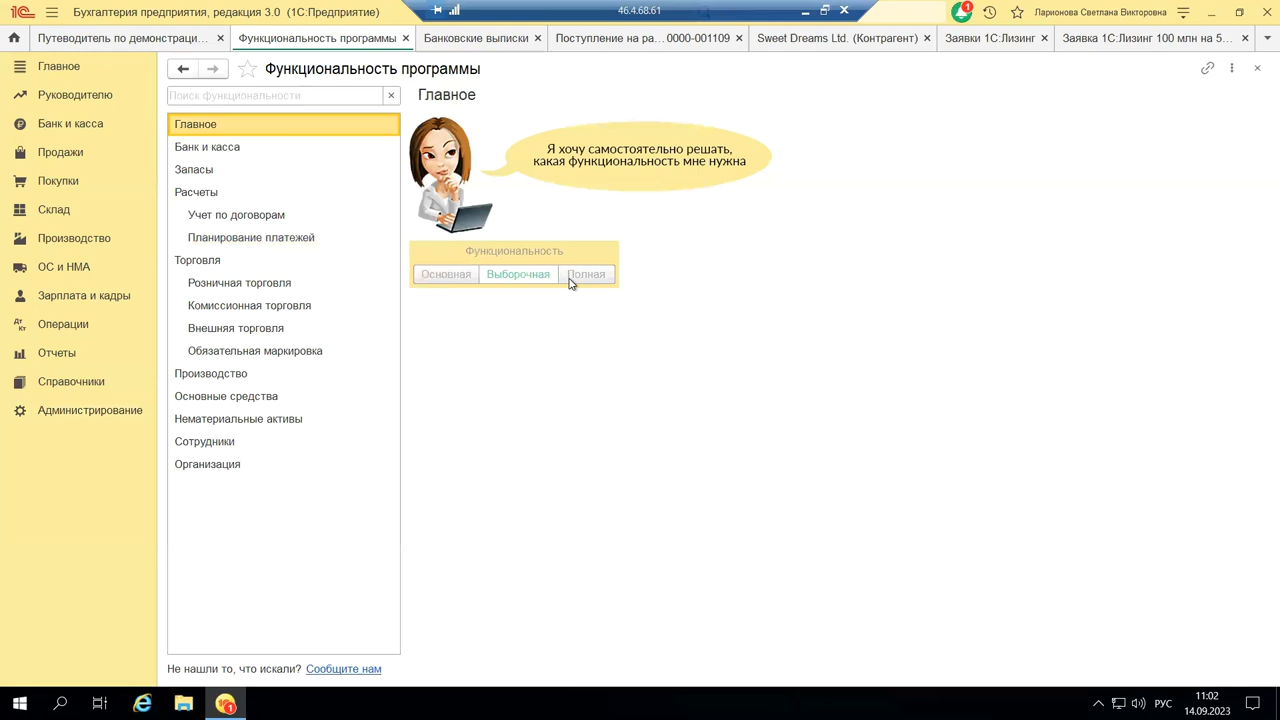 Бухгалтерия предприятия, редакция 3.0 (1С:Предприятие)
46.4.68.61
1
Ларионова Светлана Викторовна
Путеводитель по демонстраци...
Функциональность программы
Банковские выписки
Поступление на ра...0000-001109
Sweet Dreams Ltd. (Контрагент)
Заявки 1С:Лизинг
Заявка 1С:Лизинг 100 млн на 5...
Главное
Руководителю
Банк и касса
Продажи
Покупки
Склад
Производство
ОС и НМА
Зарплата и кадры
Операции
Отчеты
Справочники
Администрирование
Функциональность программы
Поиск функциональности
Главное
Банк и касса
Запасы
Расчеты
Учет по договорам
Планирование платежей
Торговля
Розничная торговля
Комиссионная торговля
Внешняя торговля
Обязательная маркировка
Производство
Основные средства
Нематериальные активы
Сотрудники
Организация
Не нашли то, что искали? Сообщите нам
Главное
Я хочу самостоятельно решать,
какая функциональность мне нужна
Функциональность
Основная Выборочная Полная
РУС
11:02
14.09.2023